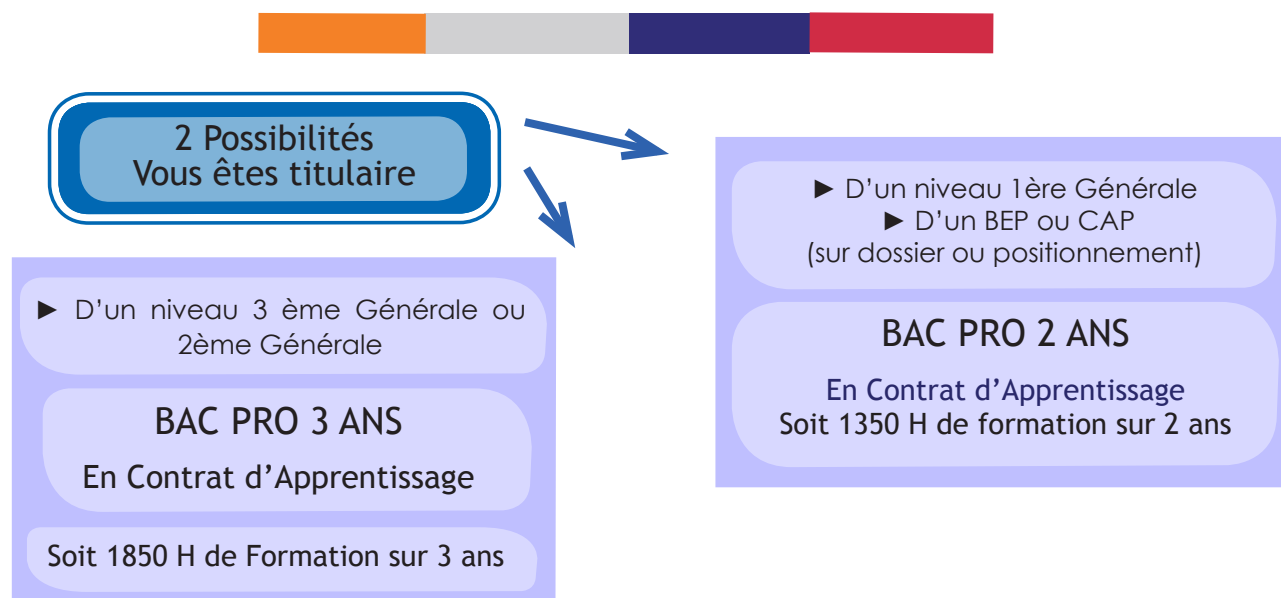 2 Possibilités
Vous êtes titulaire
► D'un niveau 3 ème Générale ou
2ème Générale
BAC PRO 3 ANS
En Contrat d'Apprentissage
Soit 1850 H de Formation sur 3 ans
► D'un niveau 1ère Générale
► D'un BEP ou CAP
(sur dossier ou positionnement)
BAC PRO 2 ANS
En Contrat d'Apprentissage
Soit 1350 H de formation sur 2 ans